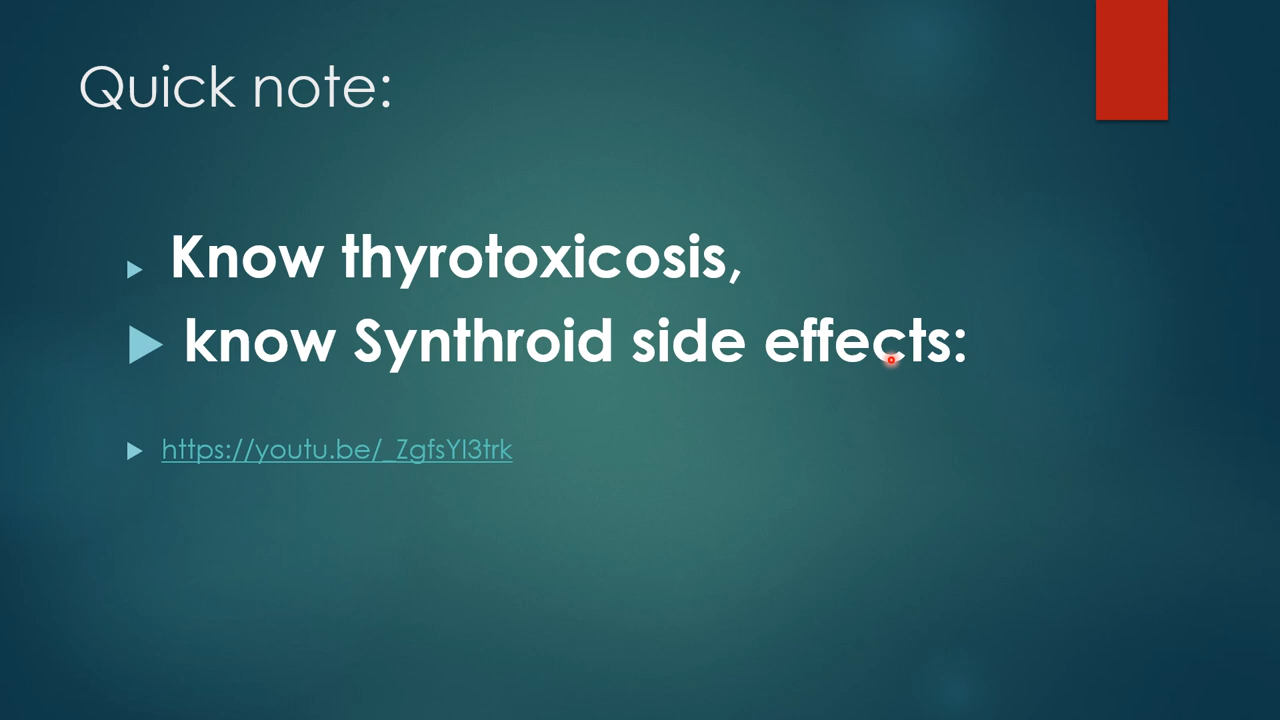 Quick note:
Know thyrotoxicosis,
know Synthroid side effects:
https://youtu.be/_ZgfsYI3trk